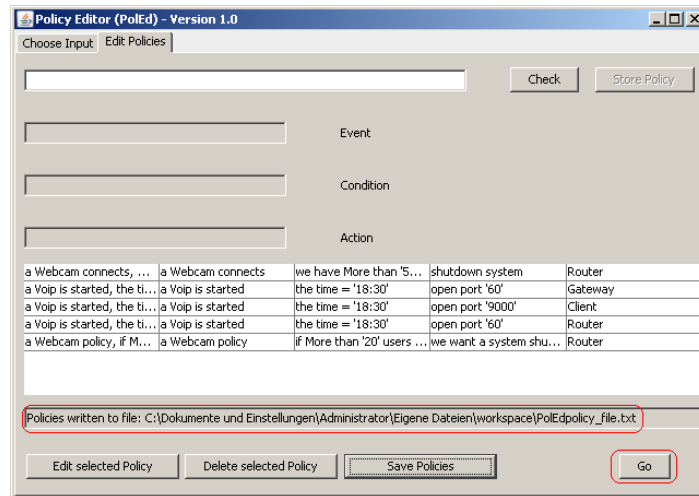 Policy Editor (PolEd) - Version 1.0
Choose Input Edit Policies
Check Store Policy
Event
Condition
Action
a Webcam connects, ... a Webcam connects we have More than '5... shutdown system Router
a Voip is started, the ti... a Voip is started the time = '18:30' open port '60' Gateway
a Voip is started, the ti... a Voip is started the time = '18:30' open port '9000' Client
a Voip is started, the ti... a Voip is started the time = '18:30' open port '60' Router
a Webcam policy, if M... a Webcam policy if More than '20' users ... we want a system shu... Router
Policies written to file: C:\Dokumente und Einstellungen\Administrator\Eigene Dateien\workspace\PolEdpolicy_file.txt
Edit selected Policy Delete selected Policy Save Policies Go